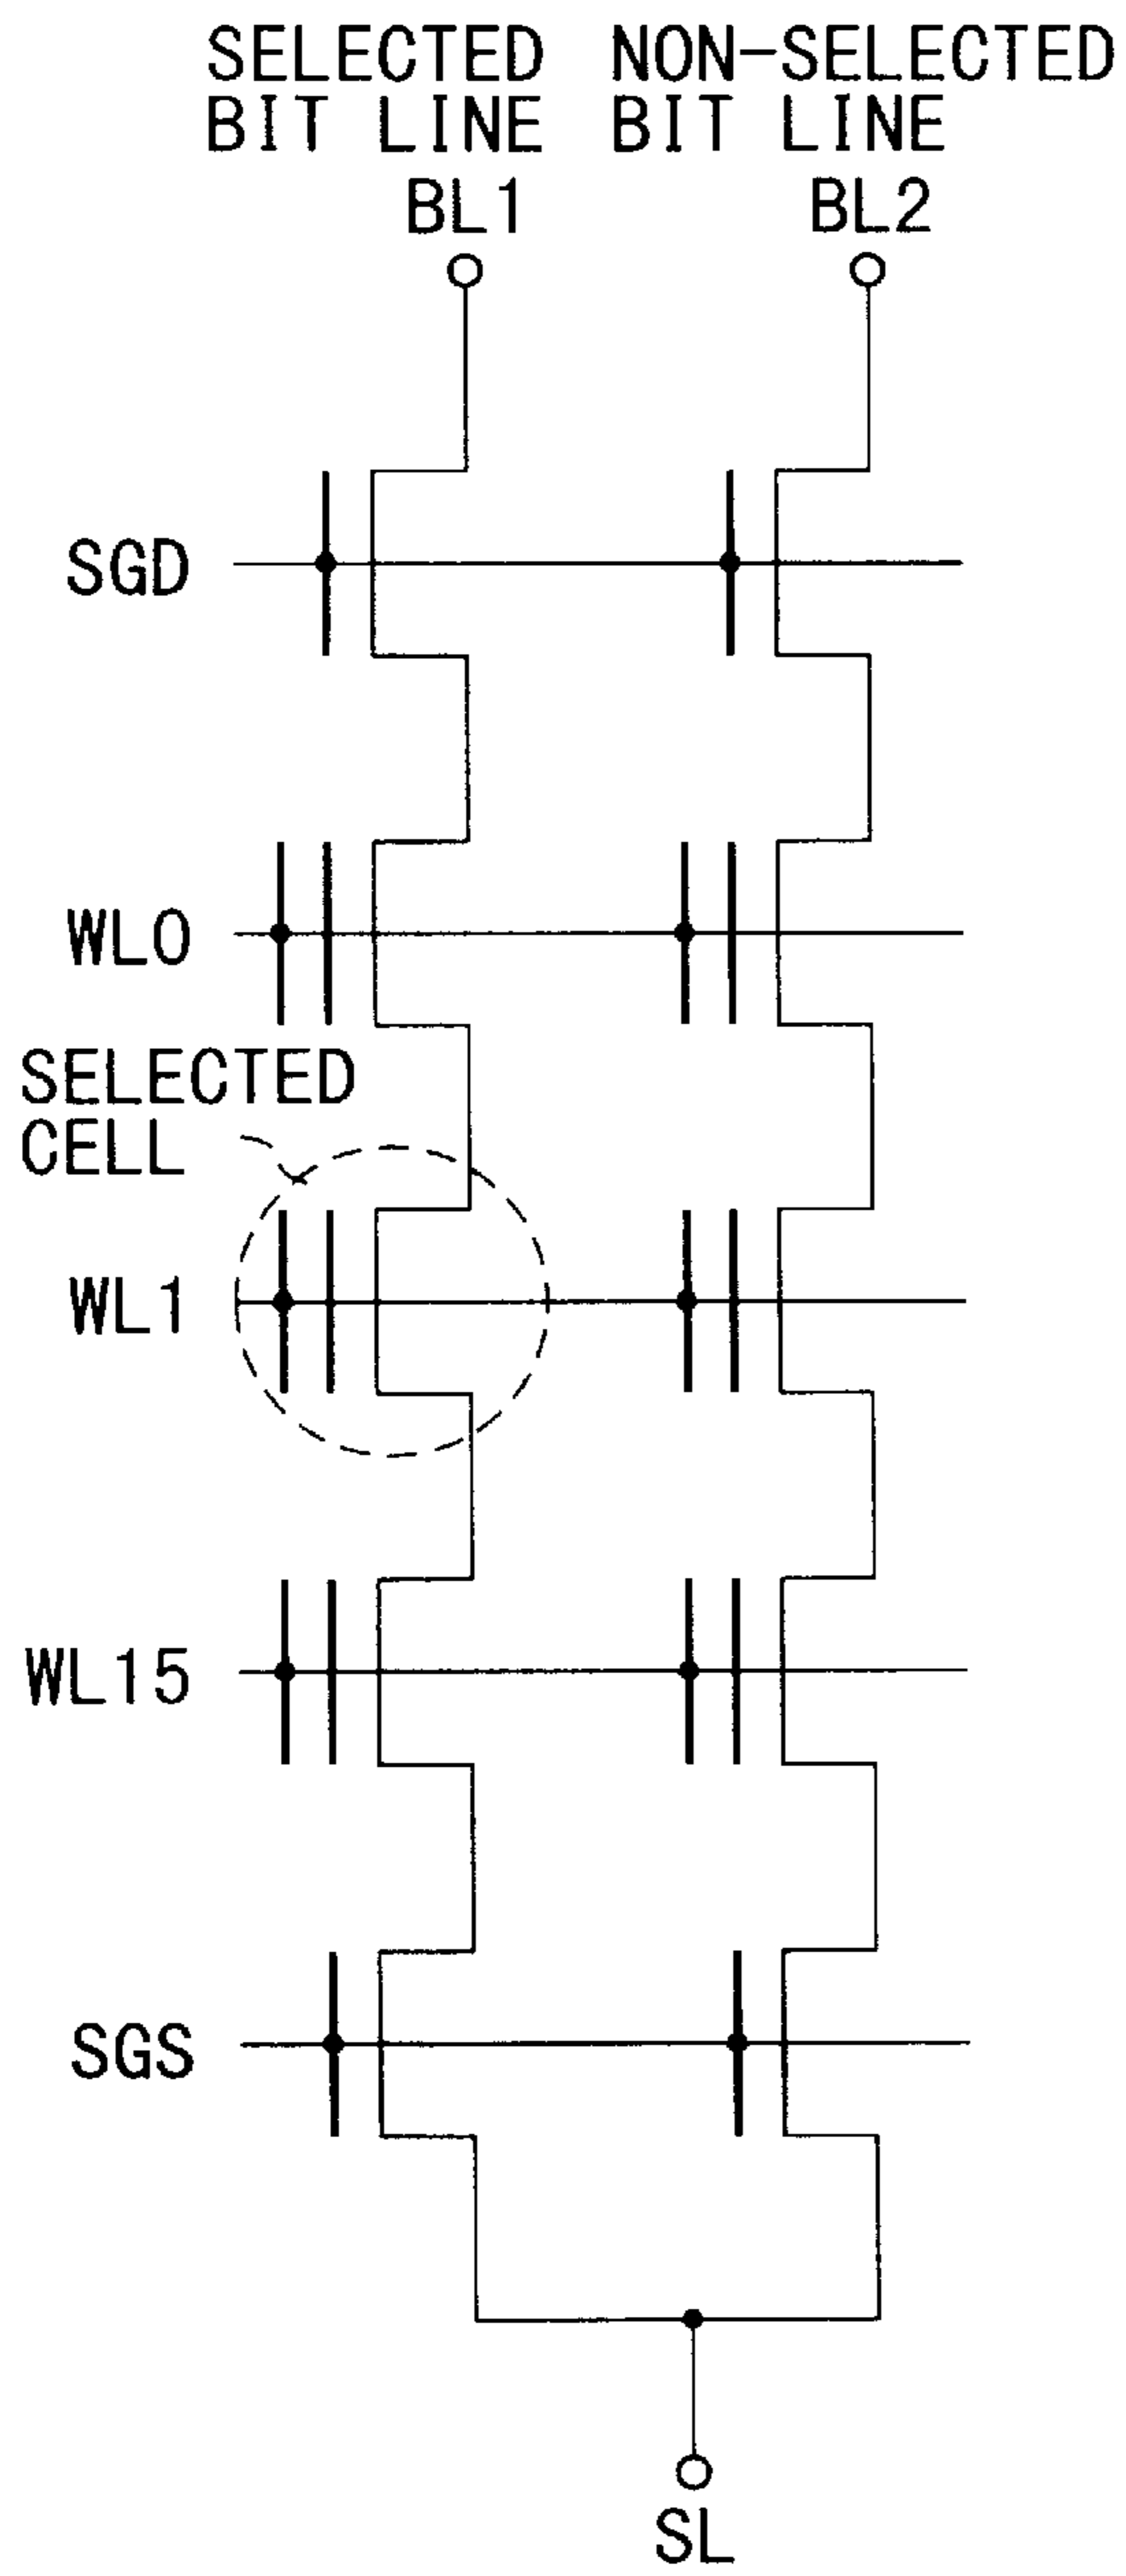 SELECTED
BIT LINE
BL1
NON-SELECTED
BIT LINE
BL2
SGD
WL0
SELECTED
CELL
WL1
WL15
SGS
SL